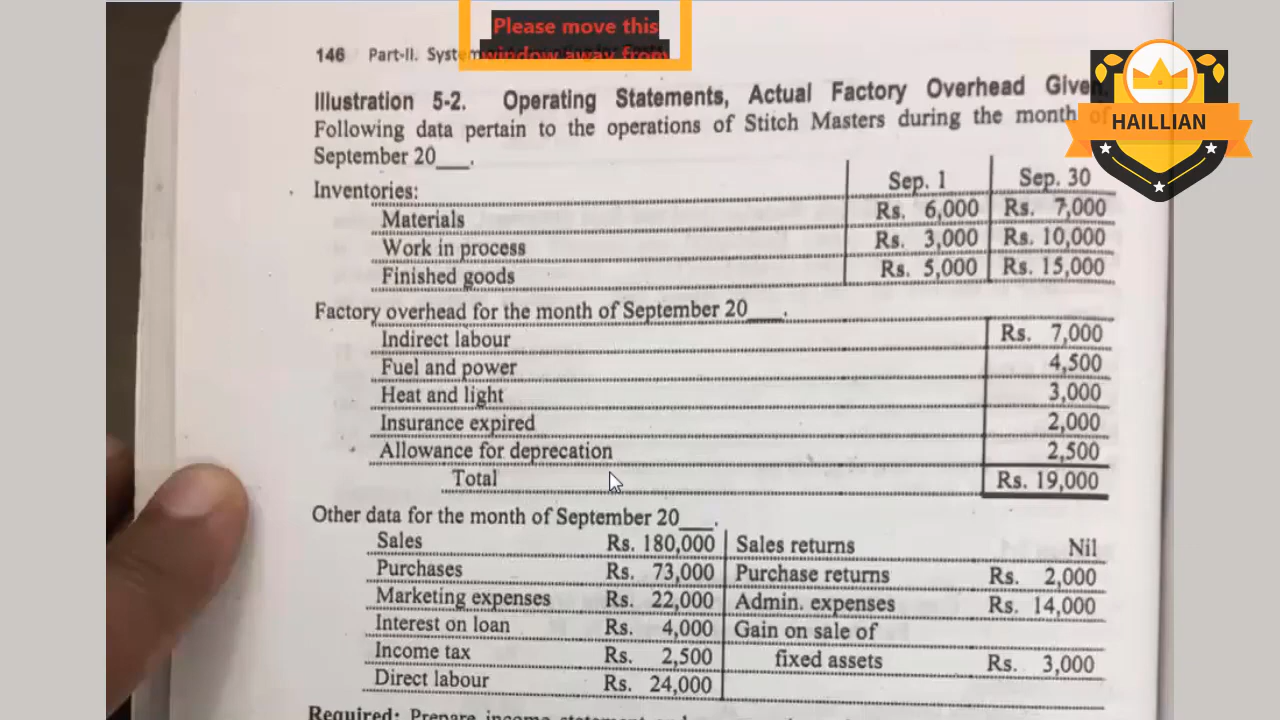 Please move this
window away from
146 Part-II.
Illustration 5-2. Operating Statements, Actual Factory Overhead Given.
Following data pertain to the operations of Stitch Masters during the month of
September 20___.
HAILLIAN
Sep. 1 Sep. 30
Inventories:
Materials Rs. 6,000 Rs. 7,000
Work in process Rs. 3,000 Rs. 10,000
Finished goods Rs. 5,000 Rs. 15,000
Factory overhead for the month of September 20___.
Indirect labour Rs. 7,000
Fuel and power 4,500
Heat and light 3,000
Insurance expired 2,000
Allowance for deprecation 2,500
Total Rs. 19,000
Other data for the month of September 20___.
Sales Rs. 180,000 Sales returns Nil
Purchases Rs. 73,000 Purchase returns Rs. 2,000
Marketing expenses Rs. 22,000 Admin. expenses Rs. 14,000
Interest on loan Rs. 4,000 Gain on sale of
Income tax Rs. 2,500 fixed assets Rs. 3,000
Direct labour Rs. 24,000
Required: Prepare income statement